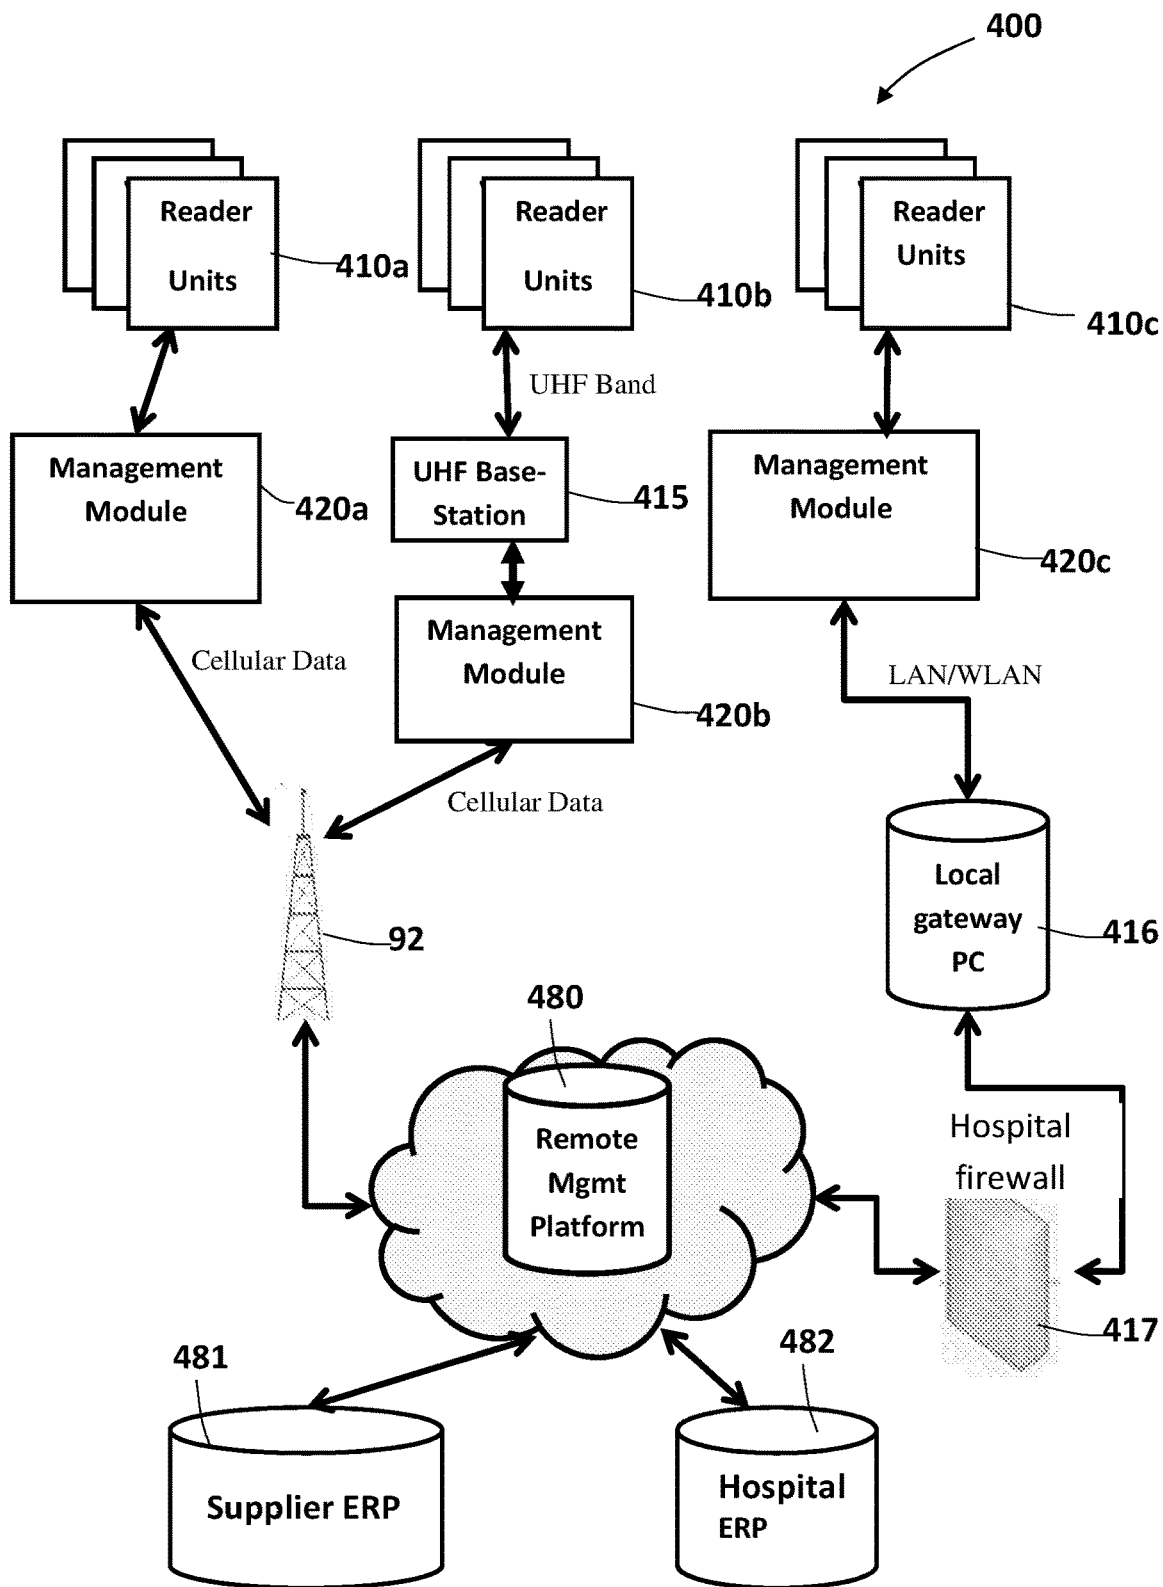 400
Reader
Units
410a
Reader
Units
410b
Reader
Units
410c
UHF Band
Management
Module
420a
UHF Base-
Station
415
Management
Module
420c
Cellular Data
Management
Module
420b
LAN/WLAN
Cellular Data
Local
gateway
PC
416
92
480
Remote
Mgmt
Platform
Hospital
firewall
417
481
482
Supplier ERP
Hospital
ERP